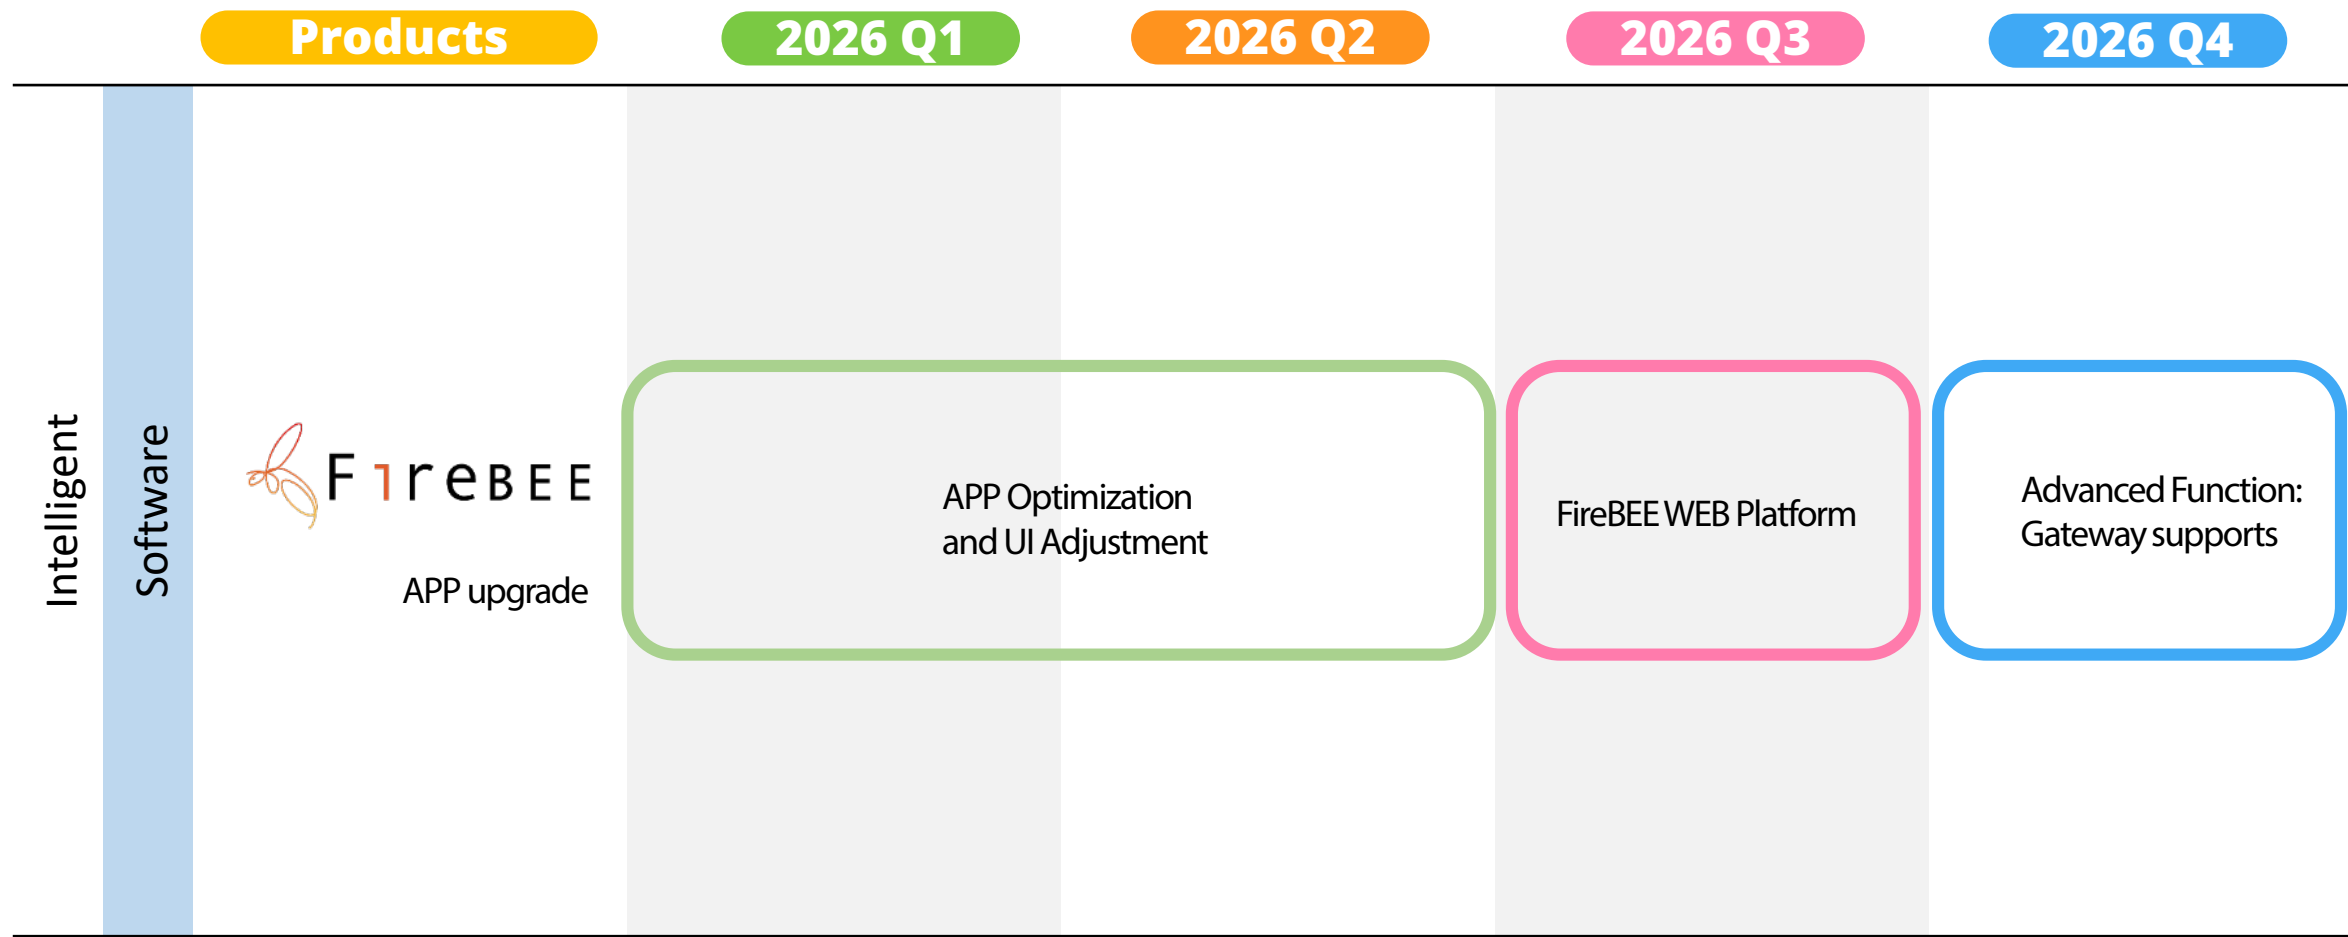 Products
2026 Q1
2026 Q2
2026 Q3
2026 Q4
Intelligent
Software
FireBEE
APP upgrade
APP Optimization
and UI Adjustment
FireBEE WEB Platform
Advanced Function:
Gateway supports